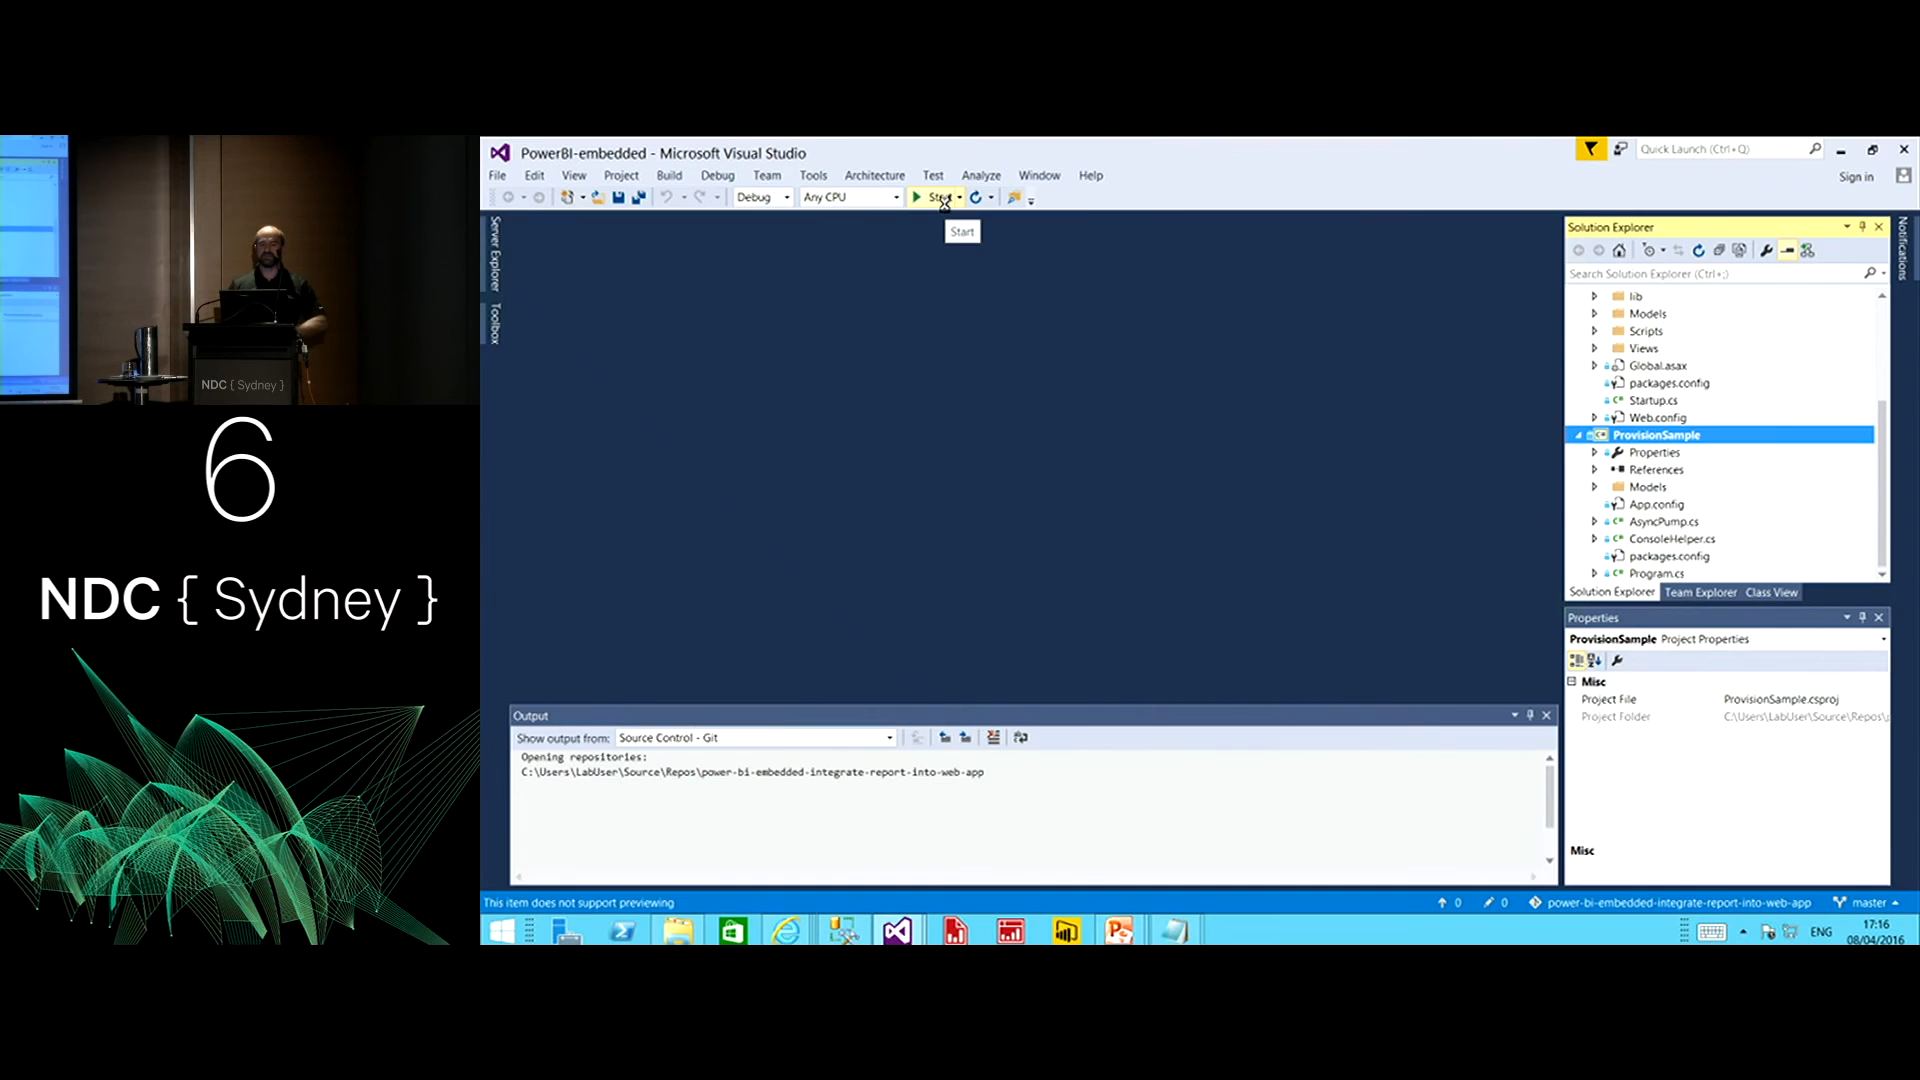 NDC { Sydney }
6
NDC { Sydney }
PowerBI-embedded - Microsoft Visual Studio
Quick Launch (Ctrl+Q)
File Edit View Project Build Debug Team Tools Architecture Test Analyze Window Help
Sign in
Debug Any CPU
Start
Server Explorer
Toolbox
Notifications
Solution Explorer
Search Solution Explorer (Ctrl+;)
lib
Models
Scripts
Views
Global.asax
packages.config
Startup.cs
Web.config
ProvisionSample
Properties
References
Models
App.config
AsyncPump.cs
ConsoleHelper.cs
packages.config
Program.cs
Solution Explorer Team Explorer Class View
Properties
ProvisionSample Project Properties
Misc
Project File ProvisionSample.csproj
Project Folder C:\Users\LabUser\Source\Repos\p
Misc
Output
Show output from: Source Control - Git
Opening repositories:
C:\Users\LabUser\Source\Repos\power-bi-embedded-integrate-report-into-web-app
This item does not support previewing
0 0 power-bi-embedded-integrate-report-into-web-app master
ENG
17:16
08/04/2016